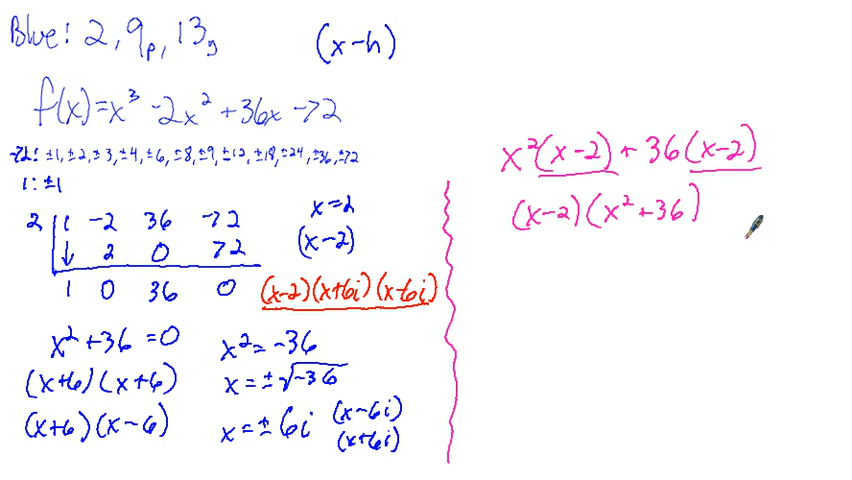 Blue: 2, 9p, 13g (x-h)
f(x) = x³ -2x² +36x -72
-72: ±1, ±2, ±3, ±4, ±6, ±8, ±9, ±12, ±18, ±24, ±36, ±72
1: ±1
2 | 1 -2 36 -72
↓ 2 0 72
1 0 36 0
x=2
(x-2)
(x-2)(x+6i)(x-6i)
x²+36 =0
(x+6)(x+6)
(x+6)(x-6)
x²= -36
x= ±√-36
x= ± 6i
(x-6i)
(x+6i)
x²(x-2)+36(x-2)
(x-2)(x²+36)